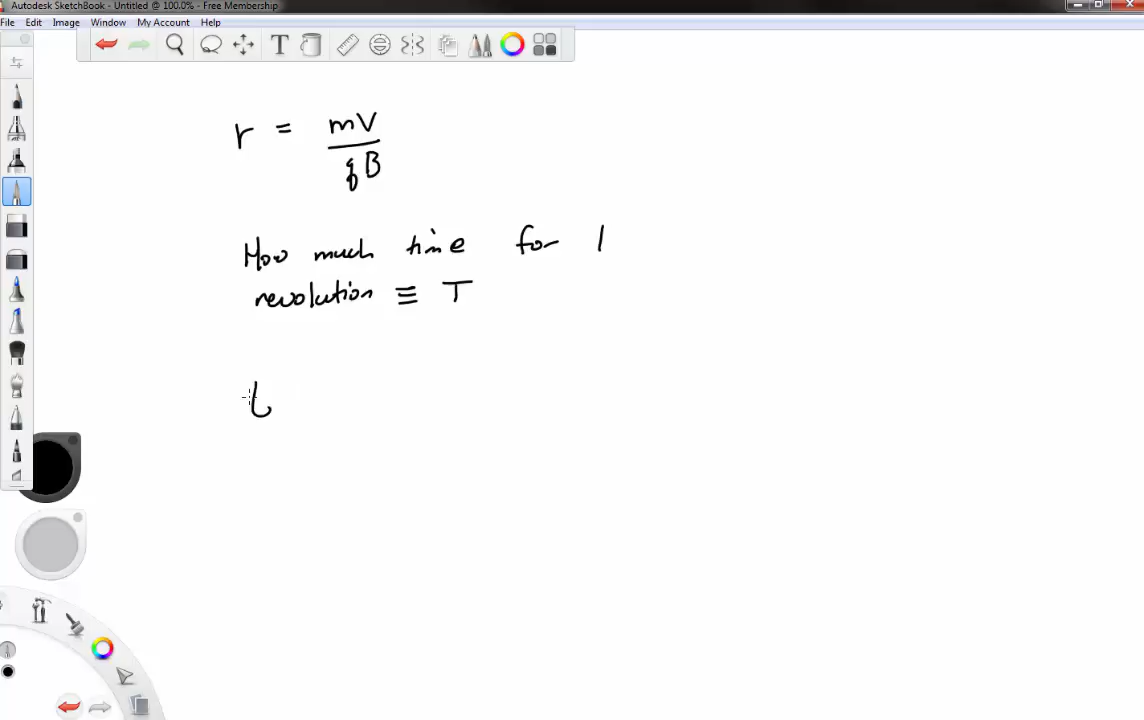 Autodesk SketchBook - Untitled @ 100.0% - Free Membership
File Edit Image Window My Account Help
T
r = mV
qB
How much time for 1
revolution ≡ T
t